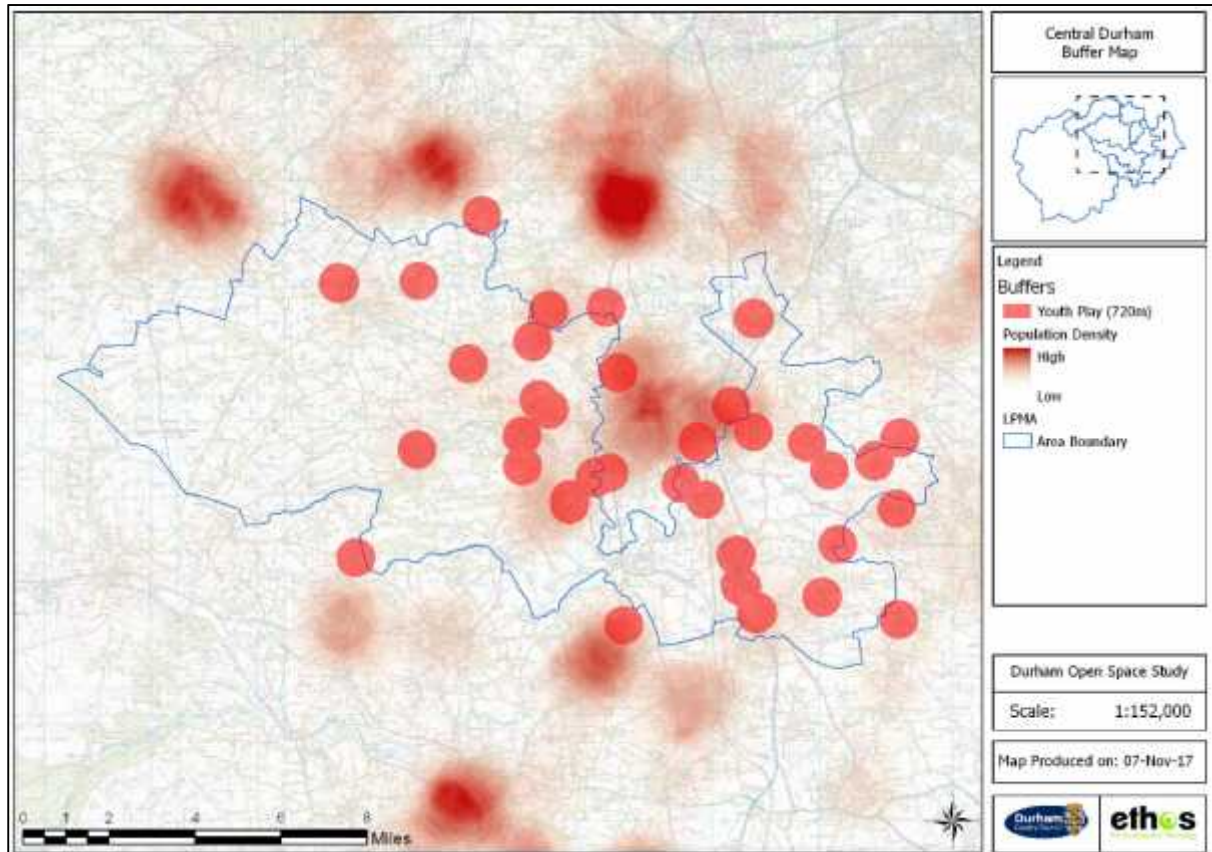 Central Durham
Buffer Map
Legend
Buffers
Youth Play (720m)
Population Density
High
Low
LPMA
Area Boundary
Durham Open Space Study
Scale: 1:152,000
Map Produced on: 07-Nov-17
Durham
ethos
0 1 2 4 6 8
Miles